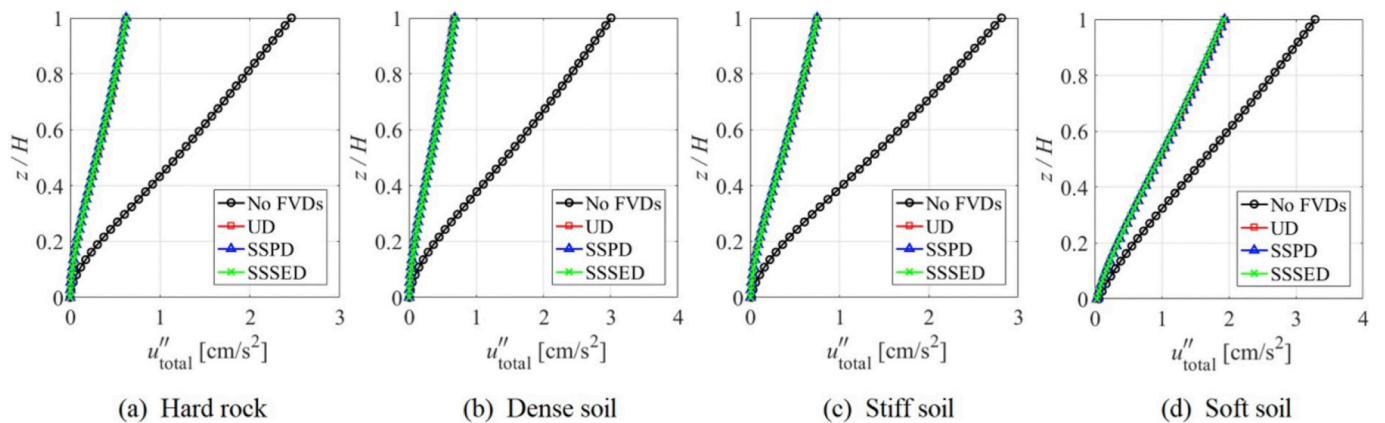 1
0.8
0.6
0.4
0.2
0
z / H
No FVDs
UD
SSPD
SSSED
0 1 2 3
u″total [cm/s²]
(a) Hard rock
1
0.8
0.6
0.4
0.2
0
z / H
No FVDs
UD
SSPD
SSSED
0 1 2 3 4
u″total [cm/s²]
(b) Dense soil
1
0.8
0.6
0.4
0.2
0
z / H
No FVDs
UD
SSPD
SSSED
0 1 2 3
u″total [cm/s²]
(c) Stiff soil
1
0.8
0.6
0.4
0.2
0
z / H
No FVDs
UD
SSPD
SSSED
0 1 2 3 4
u″total [cm/s²]
(d) Soft soil